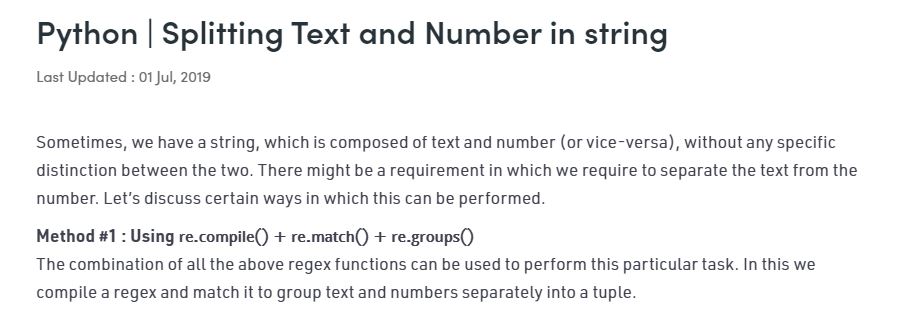 Python | Splitting Text and Number in string
Last Updated : 01 Jul, 2019
Sometimes, we have a string, which is composed of text and number (or vice-versa), without any specific
distinction between the two. There might be a requirement in which we require to separate the text from the
number. Let’s discuss certain ways in which this can be performed.
Method #1 : Using re.compile() + re.match() + re.groups()
The combination of all the above regex functions can be used to perform this particular task. In this we
compile a regex and match it to group text and numbers separately into a tuple.